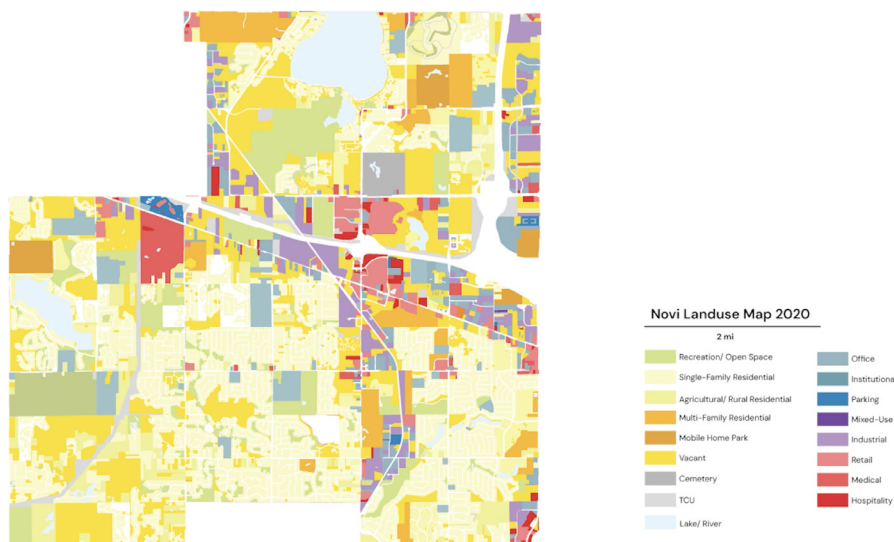 Novi Landuse Map 2020
2 mi
Recreation/ Open Space
Single-Family Residential
Agricultural/ Rural Residential
Multi-Family Residential
Mobile Home Park
Vacant
Cemetery
TCU
Lake/ River
Office
Institutional
Parking
Mixed-Use
Industrial
Retail
Medical
Hospitality